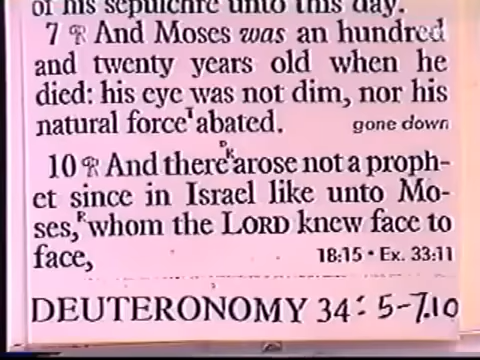 of his sepulchre unto this day.
7 ¶ And Moses was an hundred
and twenty years old when he
died: his eye was not dim, nor his
natural force abated. gone down
10 ¶ And there arose not a proph-
et since in Israel like unto Mo-
ses, whom the LORD knew face to
face, 18:15 • Ex. 33:11
DEUTERONOMY 34: 5-7.10